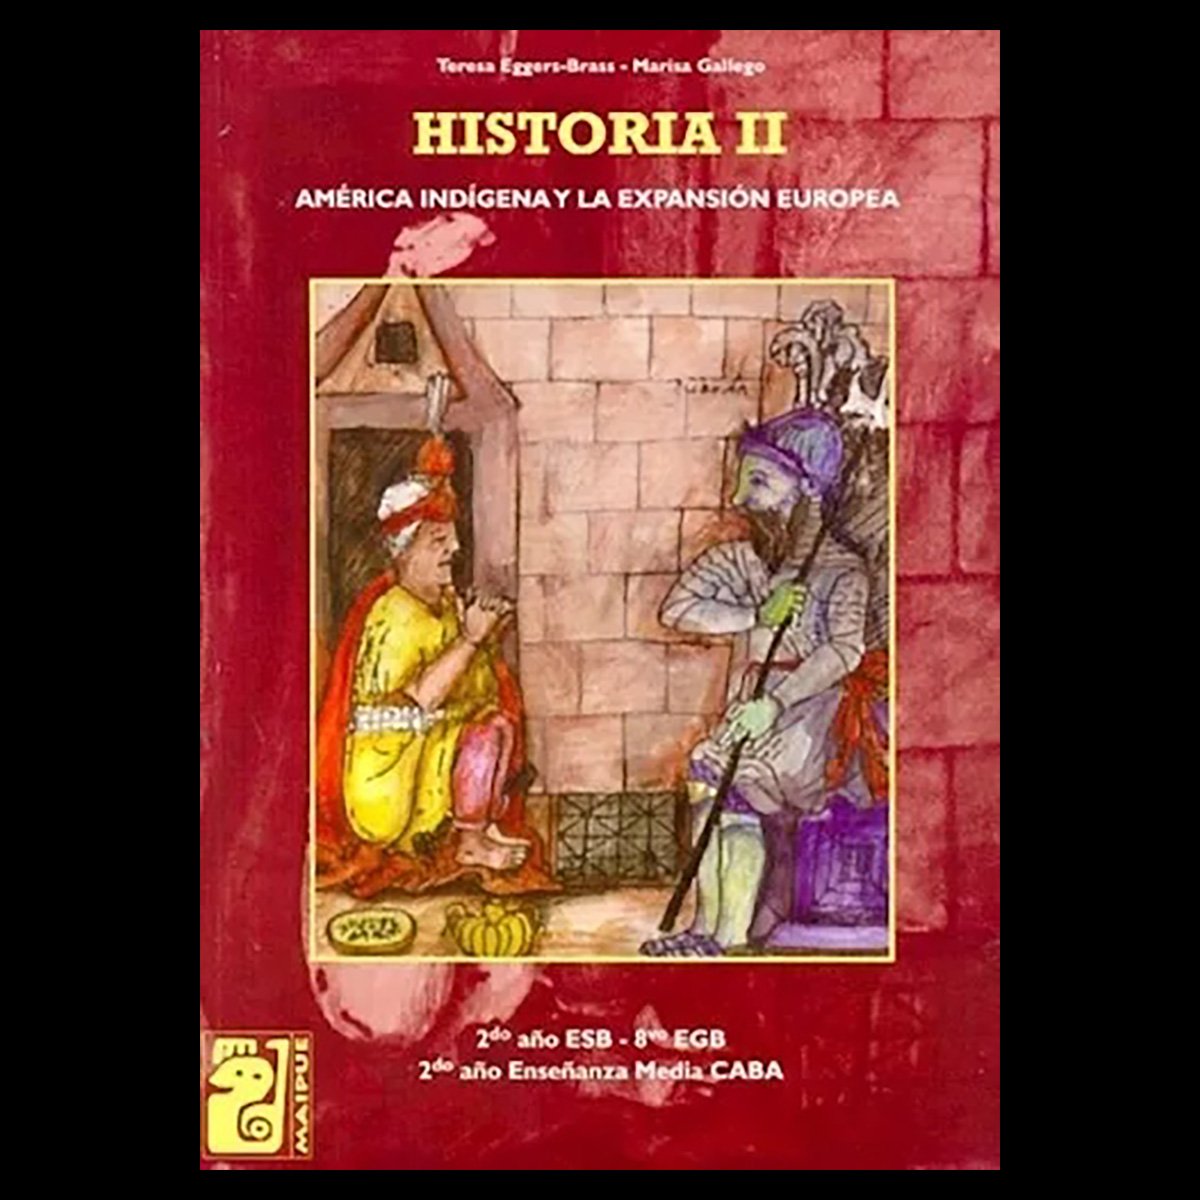 Teresa Eggers-Brass - Marisa Gallego
HISTORIA II
AMÉRICA INDÍGENA Y LA EXPANSIÓN EUROPEA
2do año ESB - 8vo EGB
2do año Enseñanza Media CABA
MAIPUE